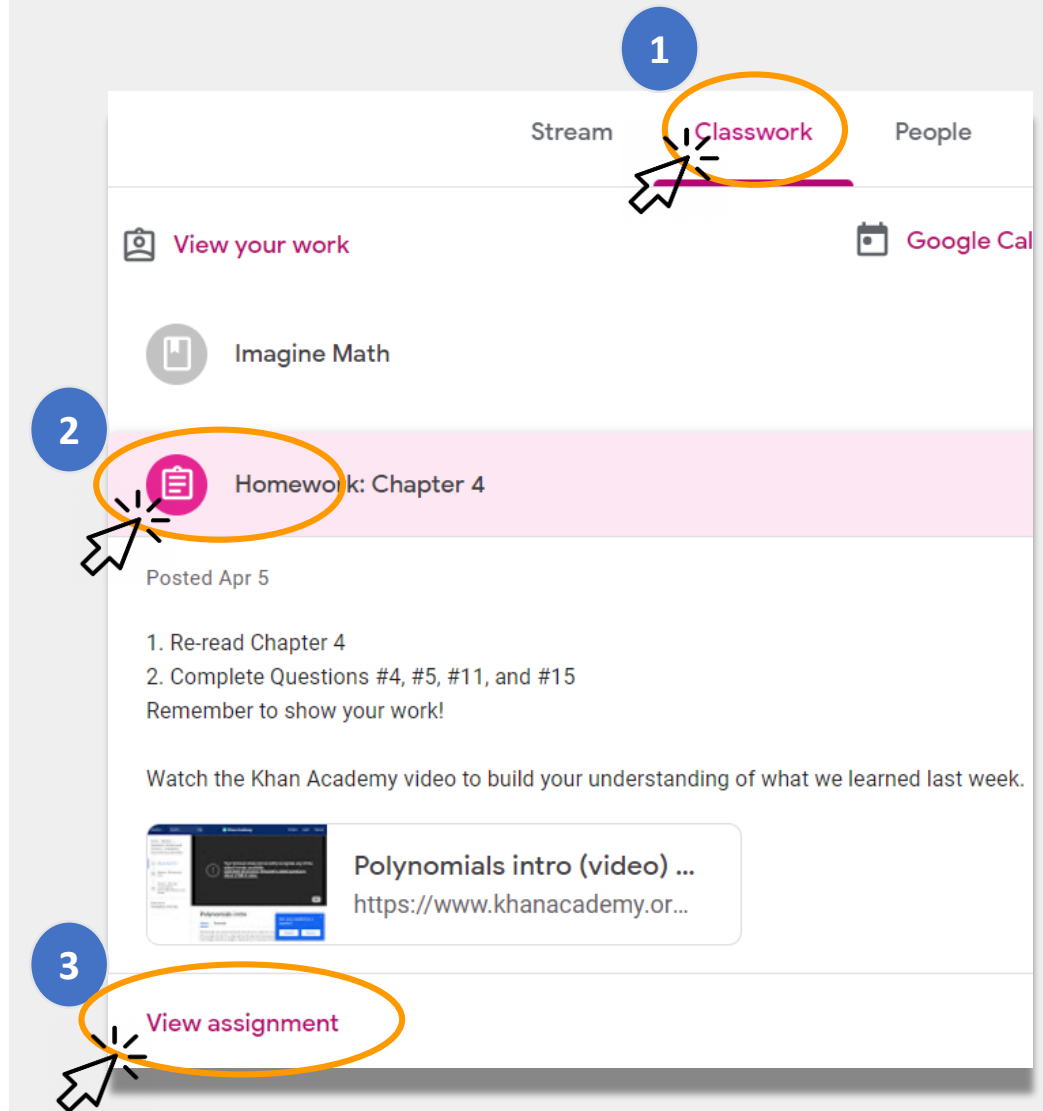 1
Stream Classwork People
View your work Google Cal
Imagine Math
2
Homework: Chapter 4
Posted Apr 5
1. Re-read Chapter 4
2. Complete Questions #4, #5, #11, and #15
Remember to show your work!
Watch the Khan Academy video to build your understanding of what we learned last week.
Polynomials intro (video) ...
https://www.khanacademy.or...
Polynomials intro
3
View assignment